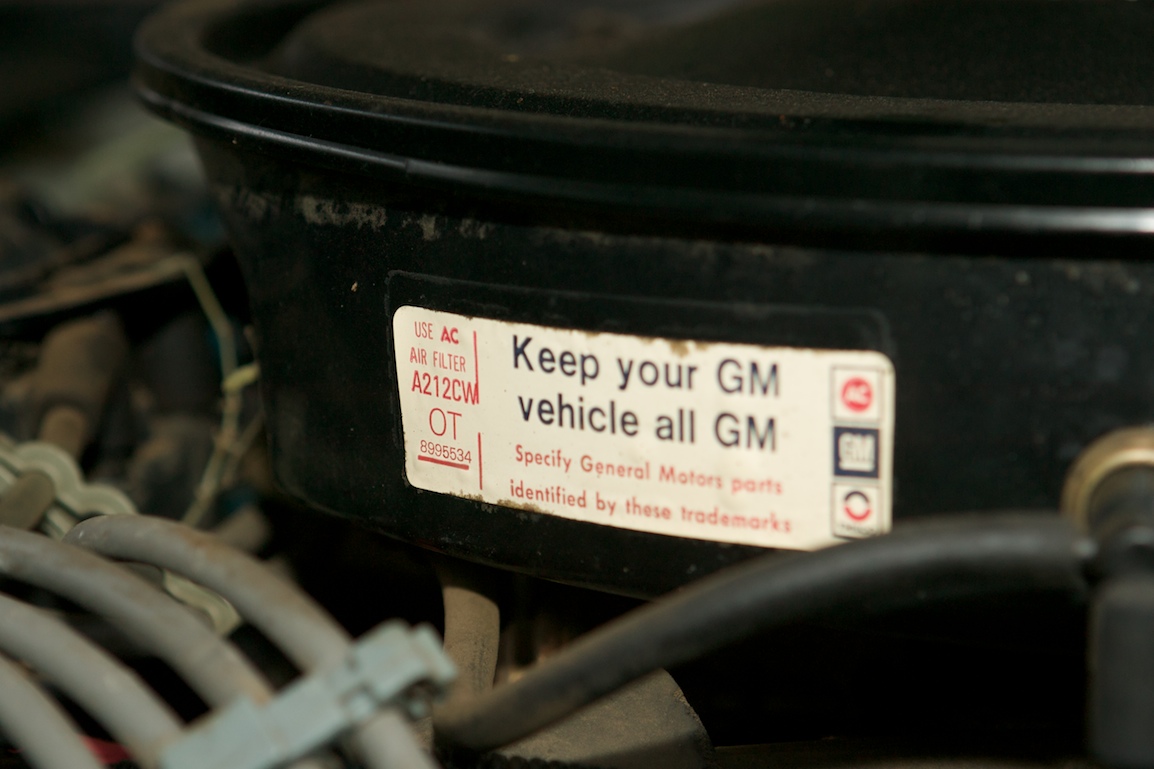 USE AC
AIR FILTER
A212CW
OT
8995534
Keep your GM
vehicle all GM
Specify General Motors parts
identified by these trademarks
AC
GM